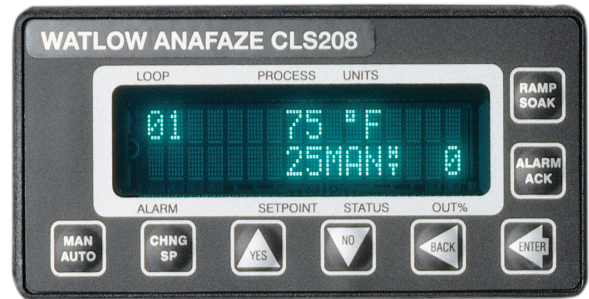 WATLOW ANAFAZE CLS208
LOOP PROCESS UNITS
01 75 °F
25MAN 0
ALARM SETPOINT STATUS OUT%
RAMP
SOAK
ALARM
ACK
MAN
AUTO
CHNG
SP
YES
NO
BACK
ENTER